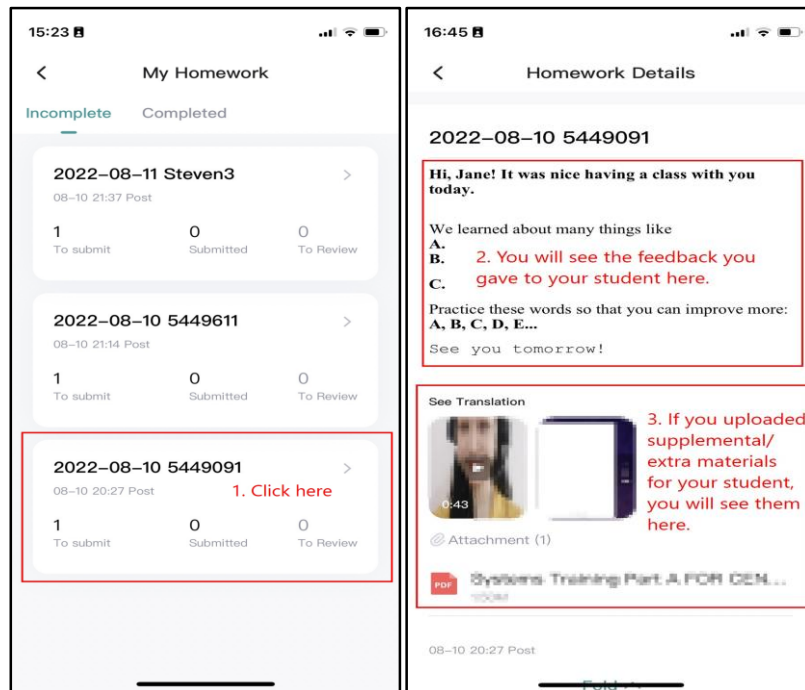 15:23
My Homework
Incomplete Completed
2022-08-11 Steven3
08-10 21:37 Post
1 0 0
To submit Submitted To Review
2022-08-10 5449611
08-10 21:14 Post
1 0 0
To submit Submitted To Review
2022-08-10 5449091
08-10 20:27 Post
1. Click here
1 0 0
To submit Submitted To Review
16:45
Homework Details
2022-08-10 5449091
Hi, Jane! It was nice having a class with you
today.
We learned about many things like
A.
B.
C.
2. You will see the feedback you
gave to your student here.
Practice these words so that you can improve more:
A, B, C, D, E...
See you tomorrow!
See Translation
0:43
3. If you uploaded
supplemental/
extra materials
for your student,
you will see them
here.
Attachment (1)
PDF
Systems Training Part A FOR GEN...
08-10 20:27 Post
Fold